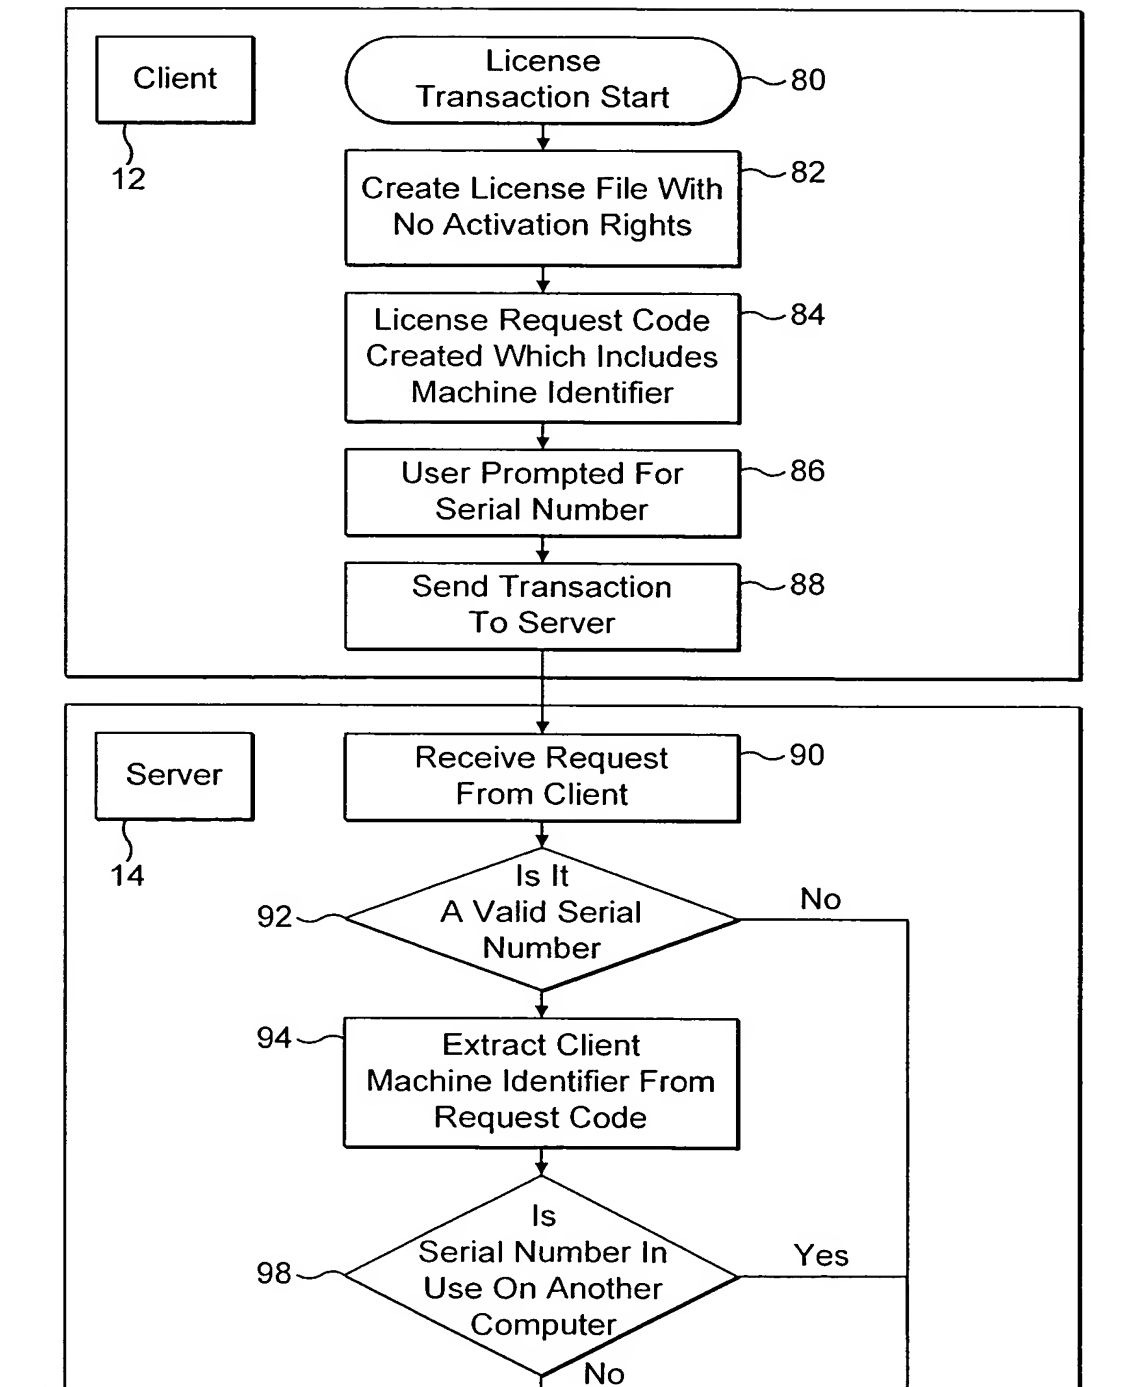 Client
12
License
Transaction Start
80
Create License File With
No Activation Rights
82
License Request Code
Created Which Includes
Machine Identifier
84
User Prompted For
Serial Number
86
Send Transaction
To Server
88
Server
14
Receive Request
From Client
90
Is It
A Valid Serial
Number
92
No
Extract Client
Machine Identifier From
Request Code
94
Is
Serial Number In
Use On Another
Computer
98
Yes
No